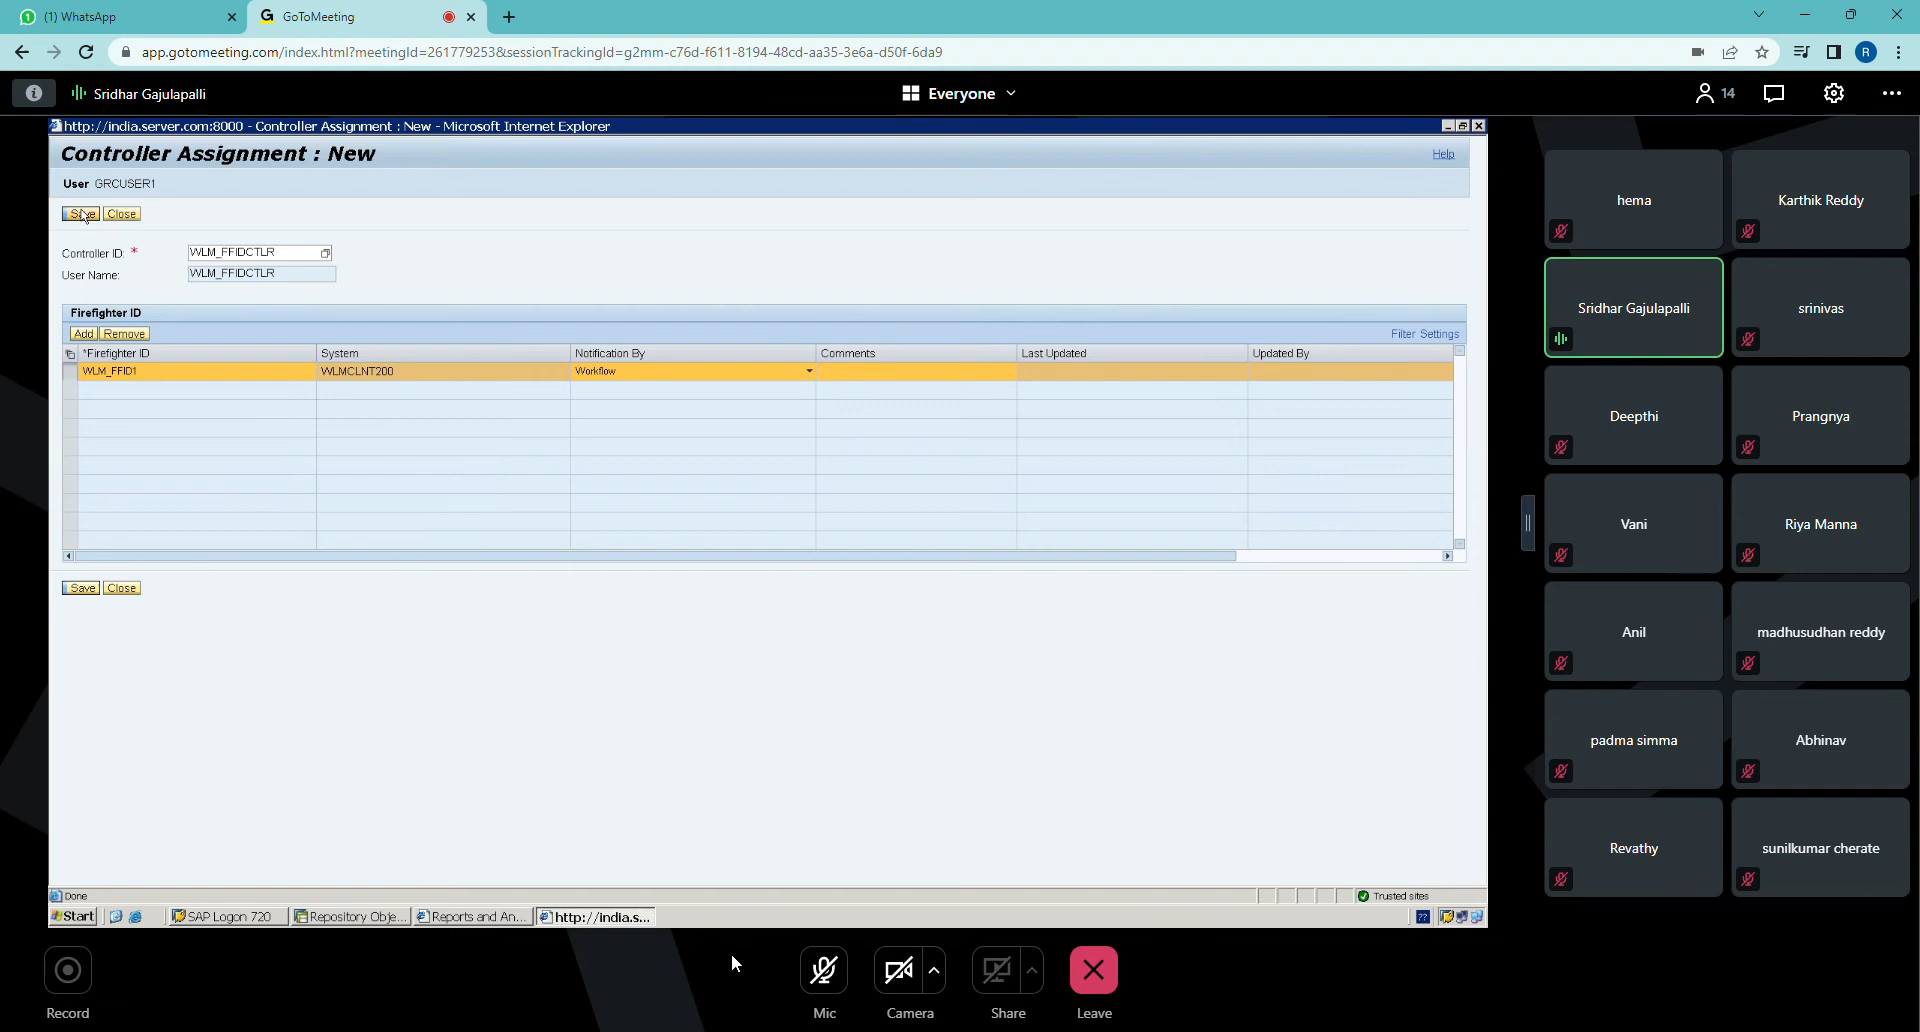 (1) WhatsApp
GoToMeeting
app.gotomeeting.com/index.html?meetingId=261779253&sessionTrackingId=g2mm-c76d-f611-8194-48cd-aa35-3e6a-d50f-6da9
R
Sridhar Gajulapalli
Everyone
14
http://india.server.com:8000 - Controller Assignment : New - Microsoft Internet Explorer
Controller Assignment : New
Help
User GRCUSER1
Save Close
Controller ID: * WLM_FFIDCTLR
User Name: WLM_FFIDCTLR
Firefighter ID
Add Remove
Filter Settings
*Firefighter ID System Notification By Comments Last Updated Updated By
WLM_FFID1 WLMCLNT200 Workflow
Save Close
Done
Trusted sites
Start SAP Logon 720 Repository Obje... Reports and An... http://india.s...
??
hema
Karthik Reddy
Sridhar Gajulapalli
srinivas
Deepthi
Prangnya
Vani
Riya Manna
Anil
madhusudhan reddy
padma simma
Abhinav
Revathy
sunilkumar cherate
Record
Mic
Camera
Share
Leave